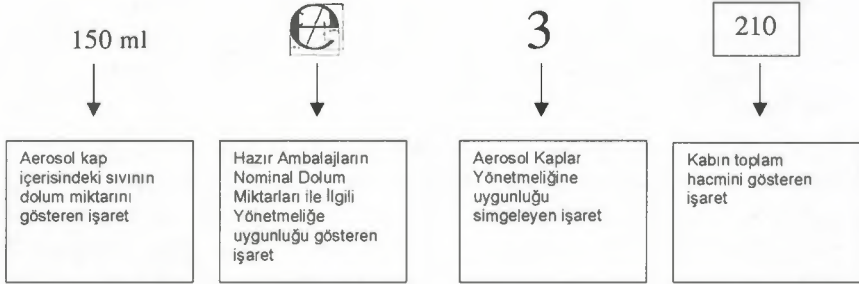 150 ml
e
3
210
Aerosol kap
içerisindeki sıvının
dolum miktarını
gösteren işaret
Hazır Ambalajların
Nominal Dolum
Miktarları ile İlgili
Yönetmeliğe
uygunluğu gösteren
işaret
Aerosol Kaplar
Yönetmeliğine
uygunluğu
simgeleyen işaret
Kabın toplam
hacmini gösteren
işaret